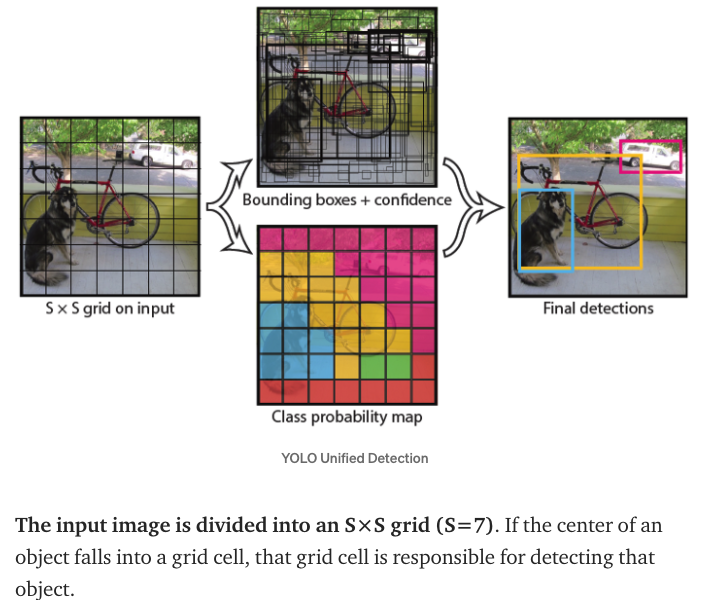 Bounding boxes + confidence
S × S grid on input
Final detections
Class probability map
YOLO Unified Detection
The input image is divided into an S×S grid (S=7). If the center of an
object falls into a grid cell, that grid cell is responsible for detecting that
object.